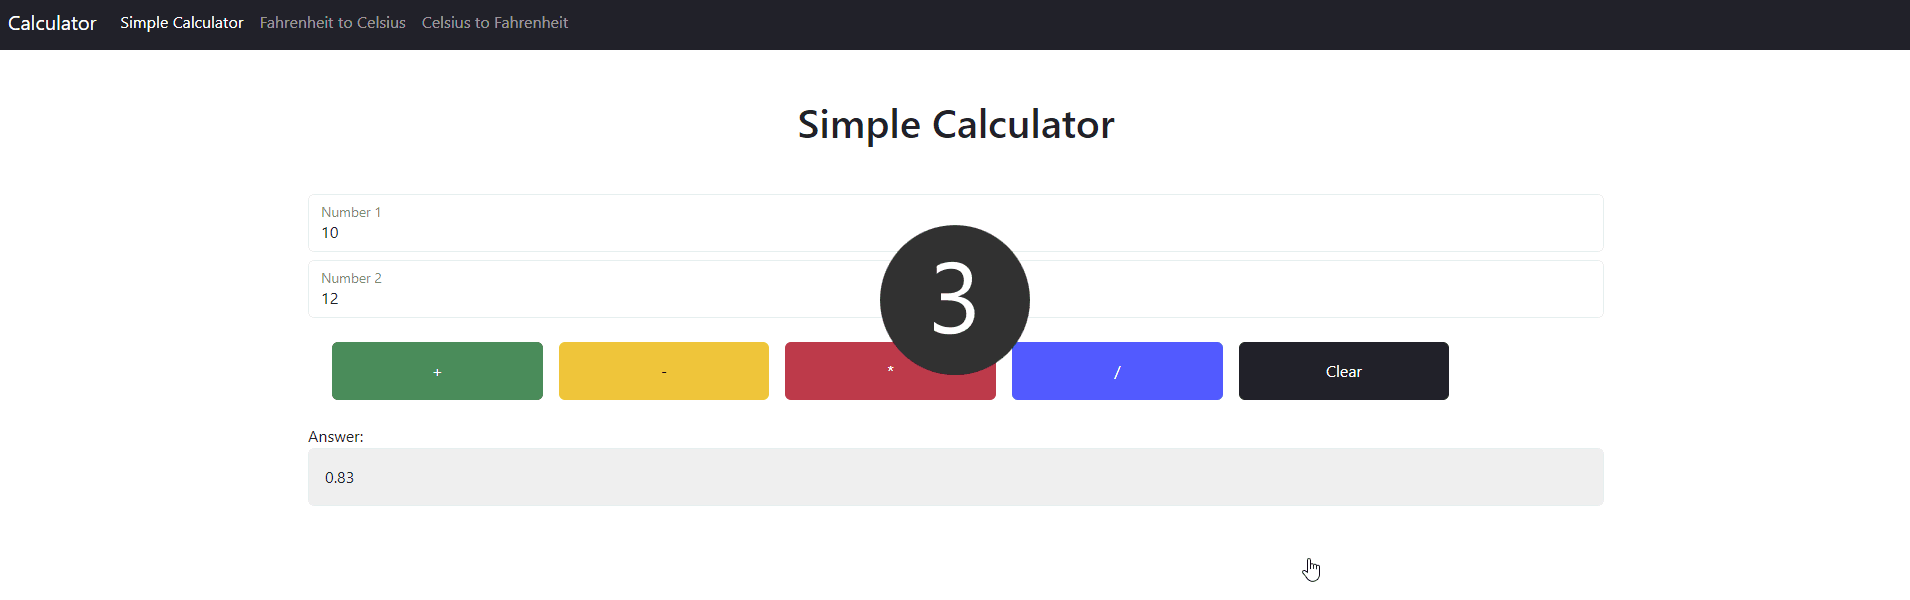 Calculator Simple Calculator Fahrenheit to Celsius Celsius to Fahrenheit
Simple Calculator
Number 1
10
Number 2
12
3
+ - * / Clear
Answer:
0.83